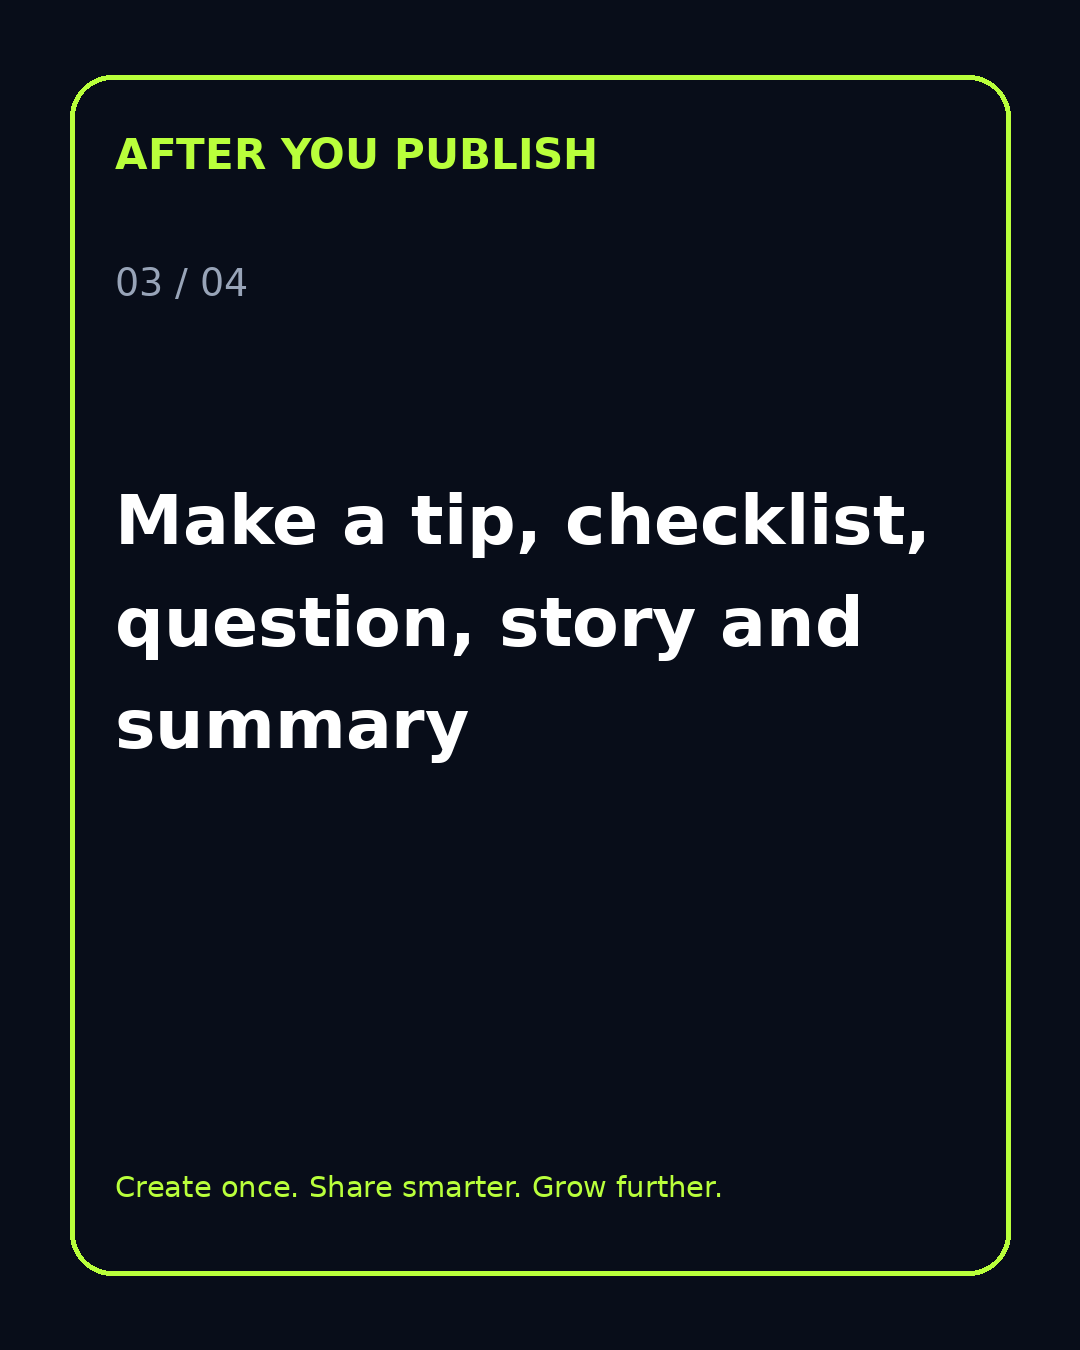 AFTER YOU PUBLISH
03 / 04
Make a tip, checklist,
question, story and
summary
Create once. Share smarter. Grow further.